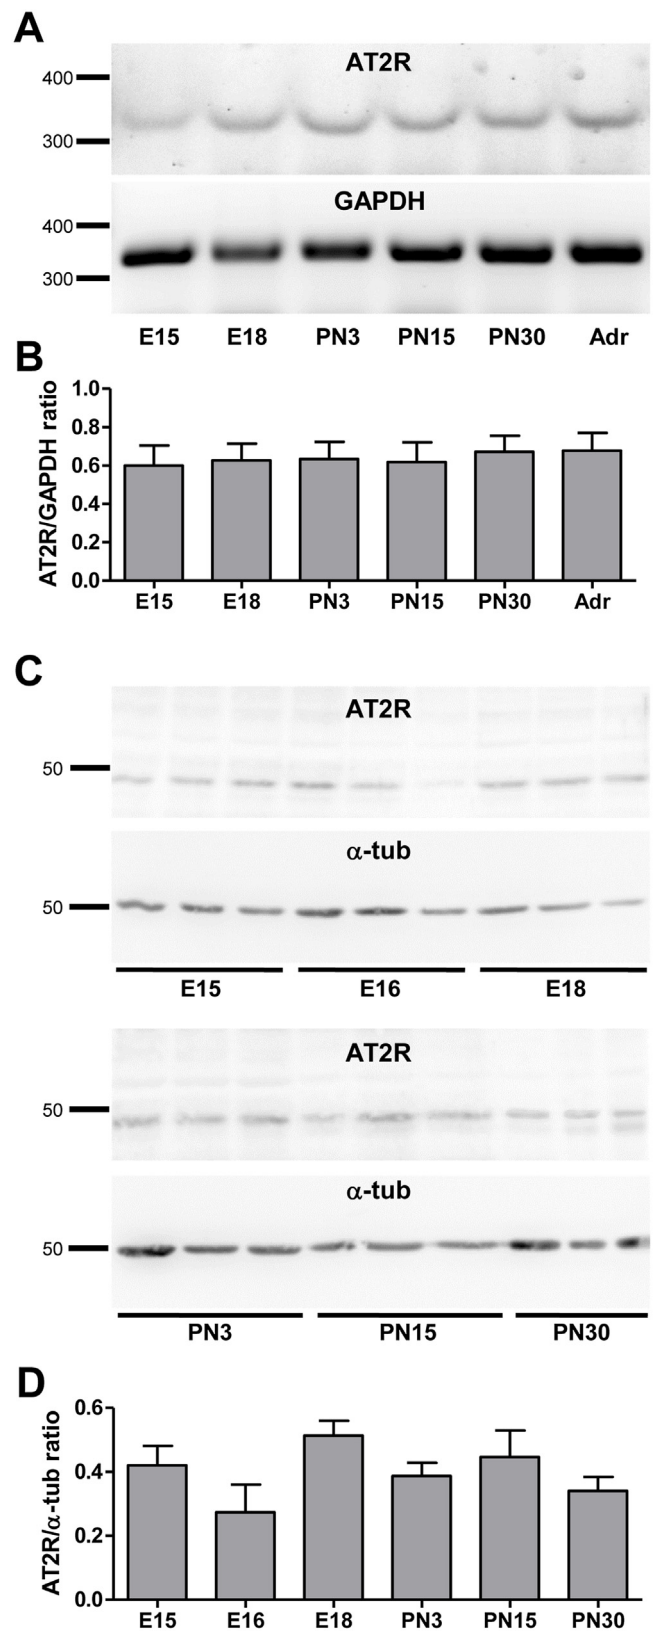 A
AT2R
400
300
GAPDH
400
300
E15 E18 PN3 PN15 PN30 Adr
B
AT2R/GAPDH ratio
1.0
0.8
0.6
0.4
0.2
0.0
E15 E18 PN3 PN15 PN30 Adr
C
AT2R
50
α-tub
50
E15 E16 E18
AT2R
50
α-tub
50
PN3 PN15 PN30
D
AT2R/α-tub ratio
0.6
0.4
0.2
0.0
E15 E16 E18 PN3 PN15 PN30